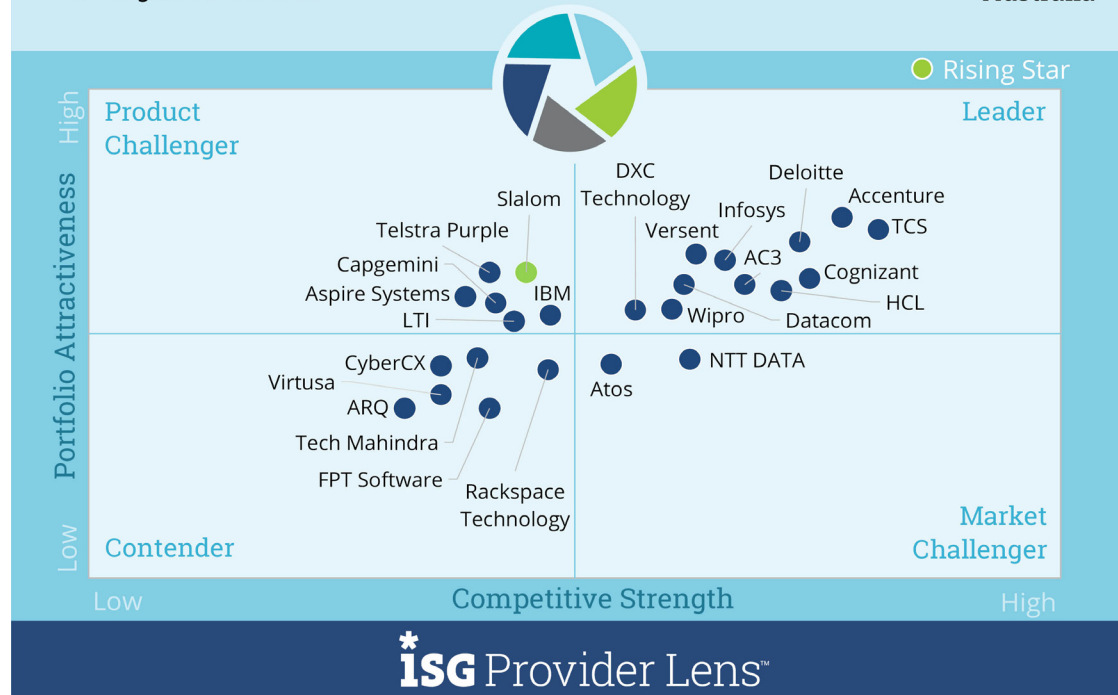 Rising Star
High
Product
Challenger
Leader
DXC
Technology
Deloitte
Slalom
Accenture
Infosys
TCS
Telstra Purple
Versent
Capgemini
AC3
Cognizant
Aspire Systems
IBM
HCL
LTI
Wipro
Datacom
Portfolio Attractiveness
CyberCX
NTT DATA
Virtusa
Atos
ARQ
Tech Mahindra
FPT Software
Rackspace
Technology
Low
Contender
Market
Challenger
Low
Competitive Strength
High
ISG Provider Lens™